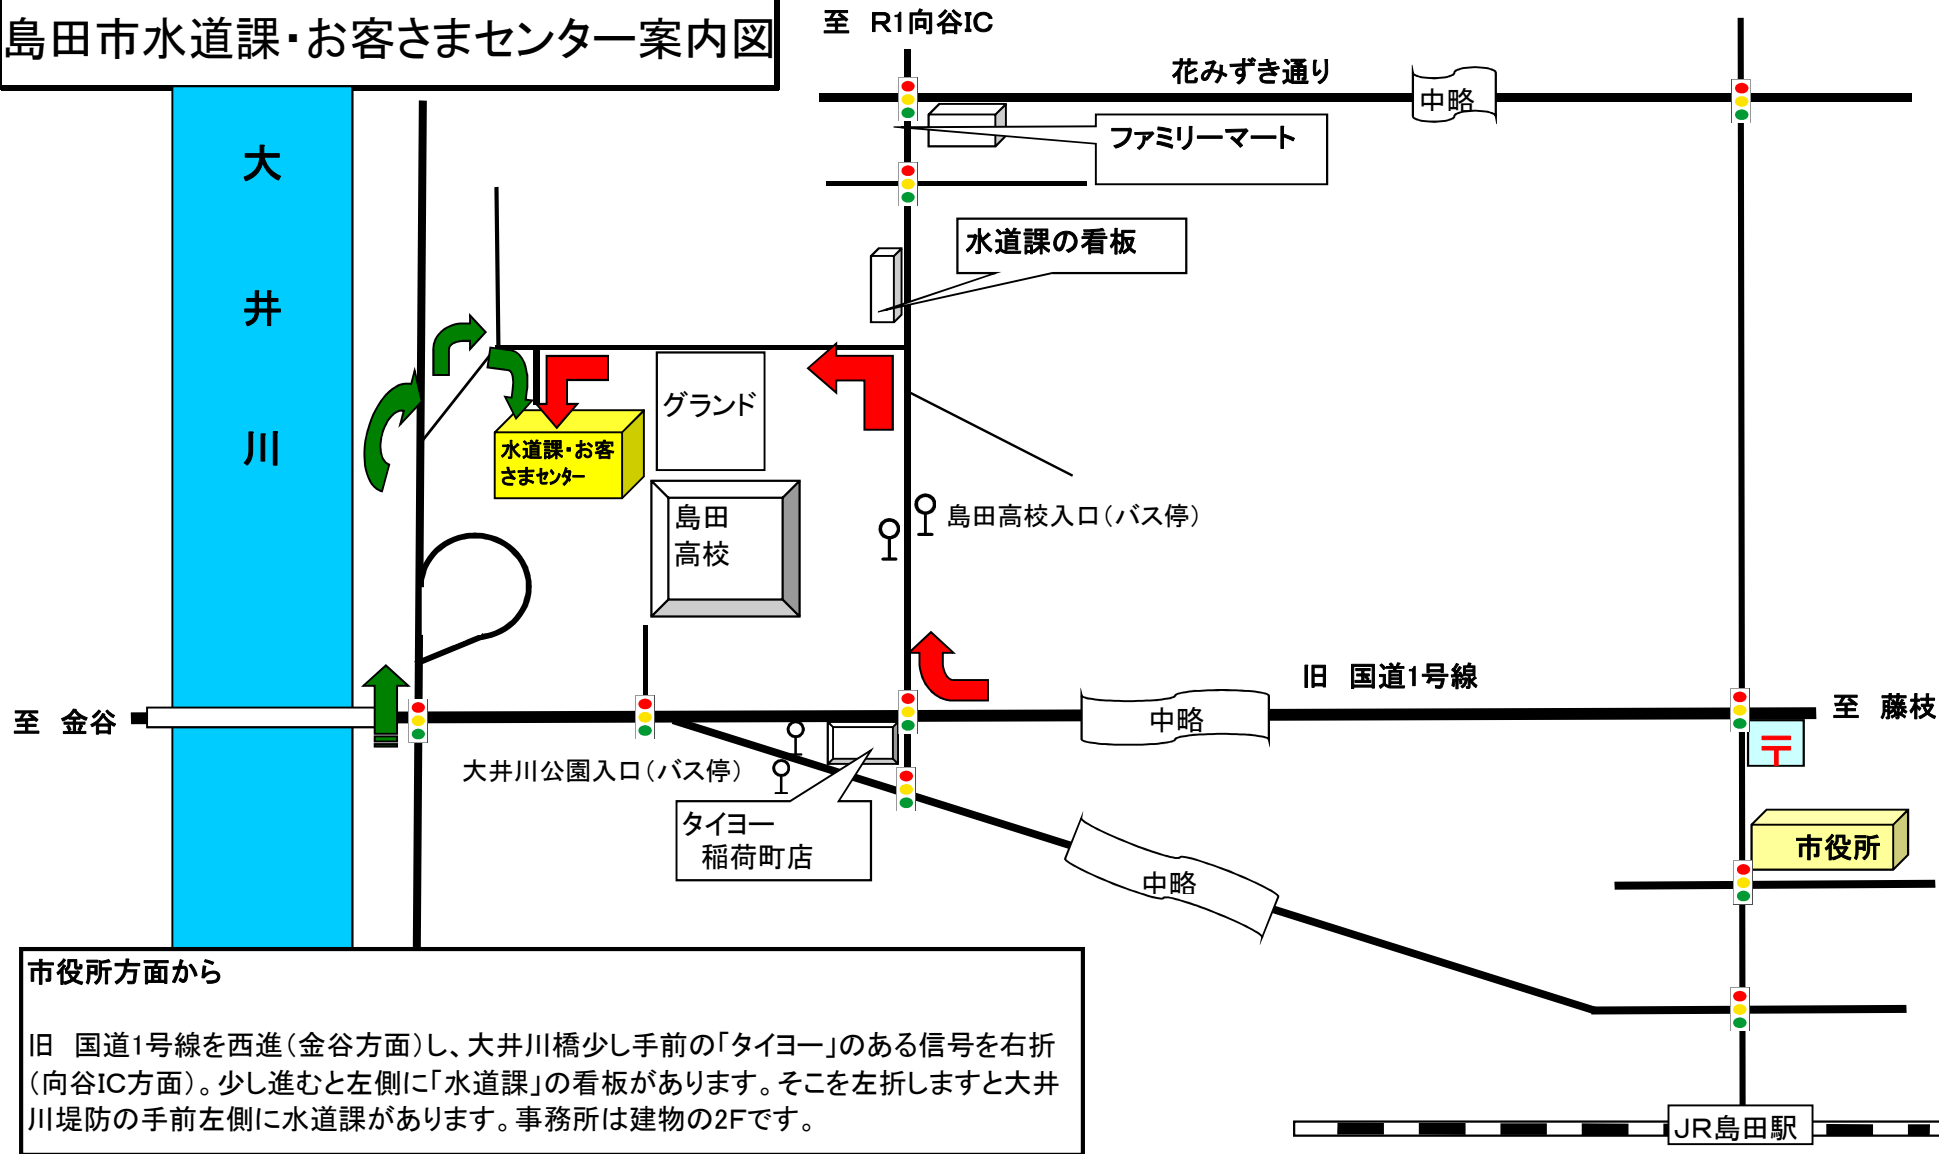 島田市水道課・お客さまセンター案内図
至　R1向谷IC
花みずき通り
中略
ファミリーマート
大
井
川
水道課の看板
グランド
水道課・お客
さまセンター
島田
高校
島田高校入口（バス停）
旧　国道1号線
至　金谷
中略
至　藤枝
〒
大井川公園入口（バス停）
タイヨー
稲荷町店
市役所
中略
市役所方面から
旧　国道1号線を西進（金谷方面）し、大井川橋少し手前の「タイヨー」のある信号を右折
（向谷IC方面）。少し進むと左側に「水道課」の看板があります。そこを左折しますと大井
川堤防の手前左側に水道課があります。事務所は建物の2Fです。
JR島田駅